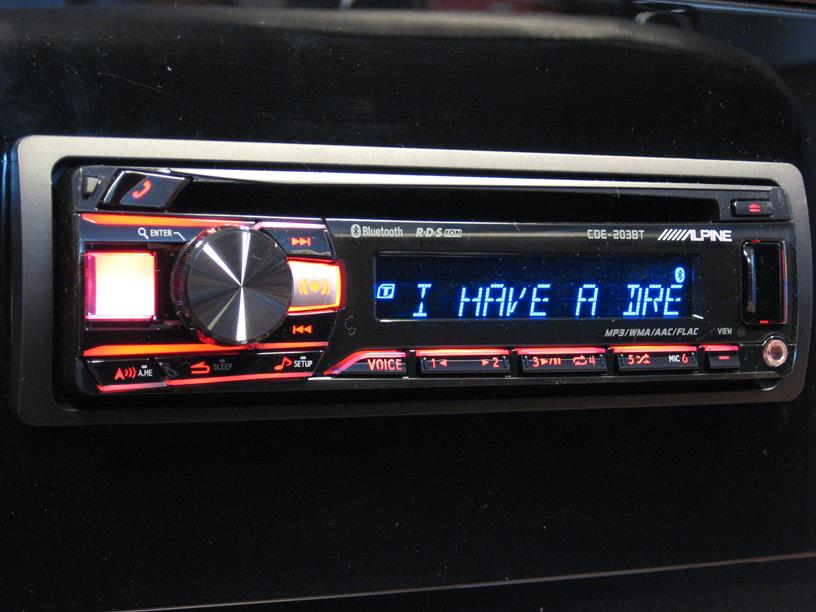 Bluetooth R·D·S EON CDE-203BT ALPINE
ENTER
I HAVE A DRE
MP3/WMA/AAC/FLAC VIEW
A.ME SLEEP SETUP VOICE 1 2 3 4 5 MIC 6